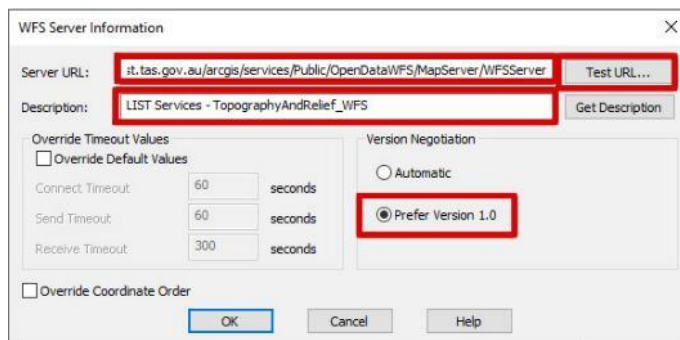 WFS Server Information
Server URL: st.tas.gov.au/arcgis/services/Public/OpenDataWFS/MapServer/WFSServer Test URL...
Description: LIST Services - TopographyAndRelief_WFS Get Description
Override Timeout Values
Override Default Values
Connect Timeout 60 seconds
Send Timeout 60 seconds
Receive Timeout 300 seconds
Version Negotiation
Automatic
Prefer Version 1.0
Override Coordinate Order
OK Cancel Help